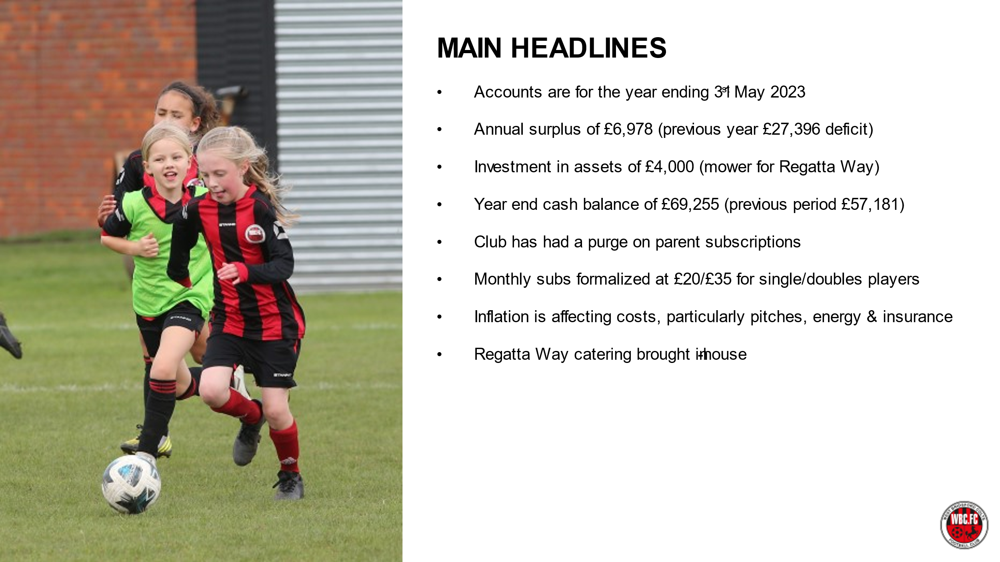 MAIN HEADLINES
• Accounts are for the year ending 31st May 2023
• Annual surplus of £6,978 (previous year £27,396 deficit)
• Investment in assets of £4,000 (mower for Regatta Way)
• Year end cash balance of £69,255 (previous period £57,181)
• Club has had a purge on parent subscriptions
• Monthly subs formalized at £20/£35 for single/doubles players
• Inflation is affecting costs, particularly pitches, energy & insurance
• Regatta Way catering brought in-house
STANNO
STANNO
WEST BRIDGFORD COLTS
WBC.FC
FOOTBALL CLUB